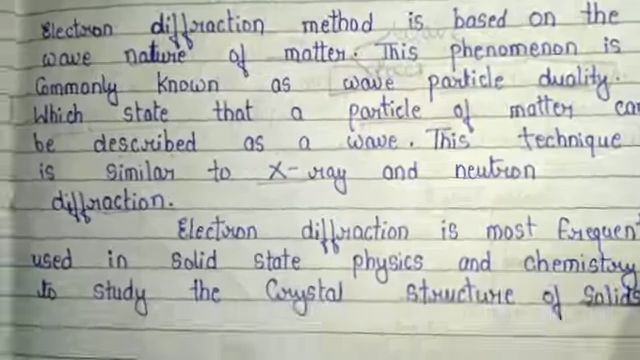 Electron diffraction method is based on the
wave nature of matter. This phenomenon is
Commonly known as wave particle duality.
Which state that a particle of matter can
be described as a wave. This technique
is similar to X-ray and neutron
diffraction.
Electron diffraction is most frequent
used in solid state physics and chemistry
to study the Crystal structure of Solids